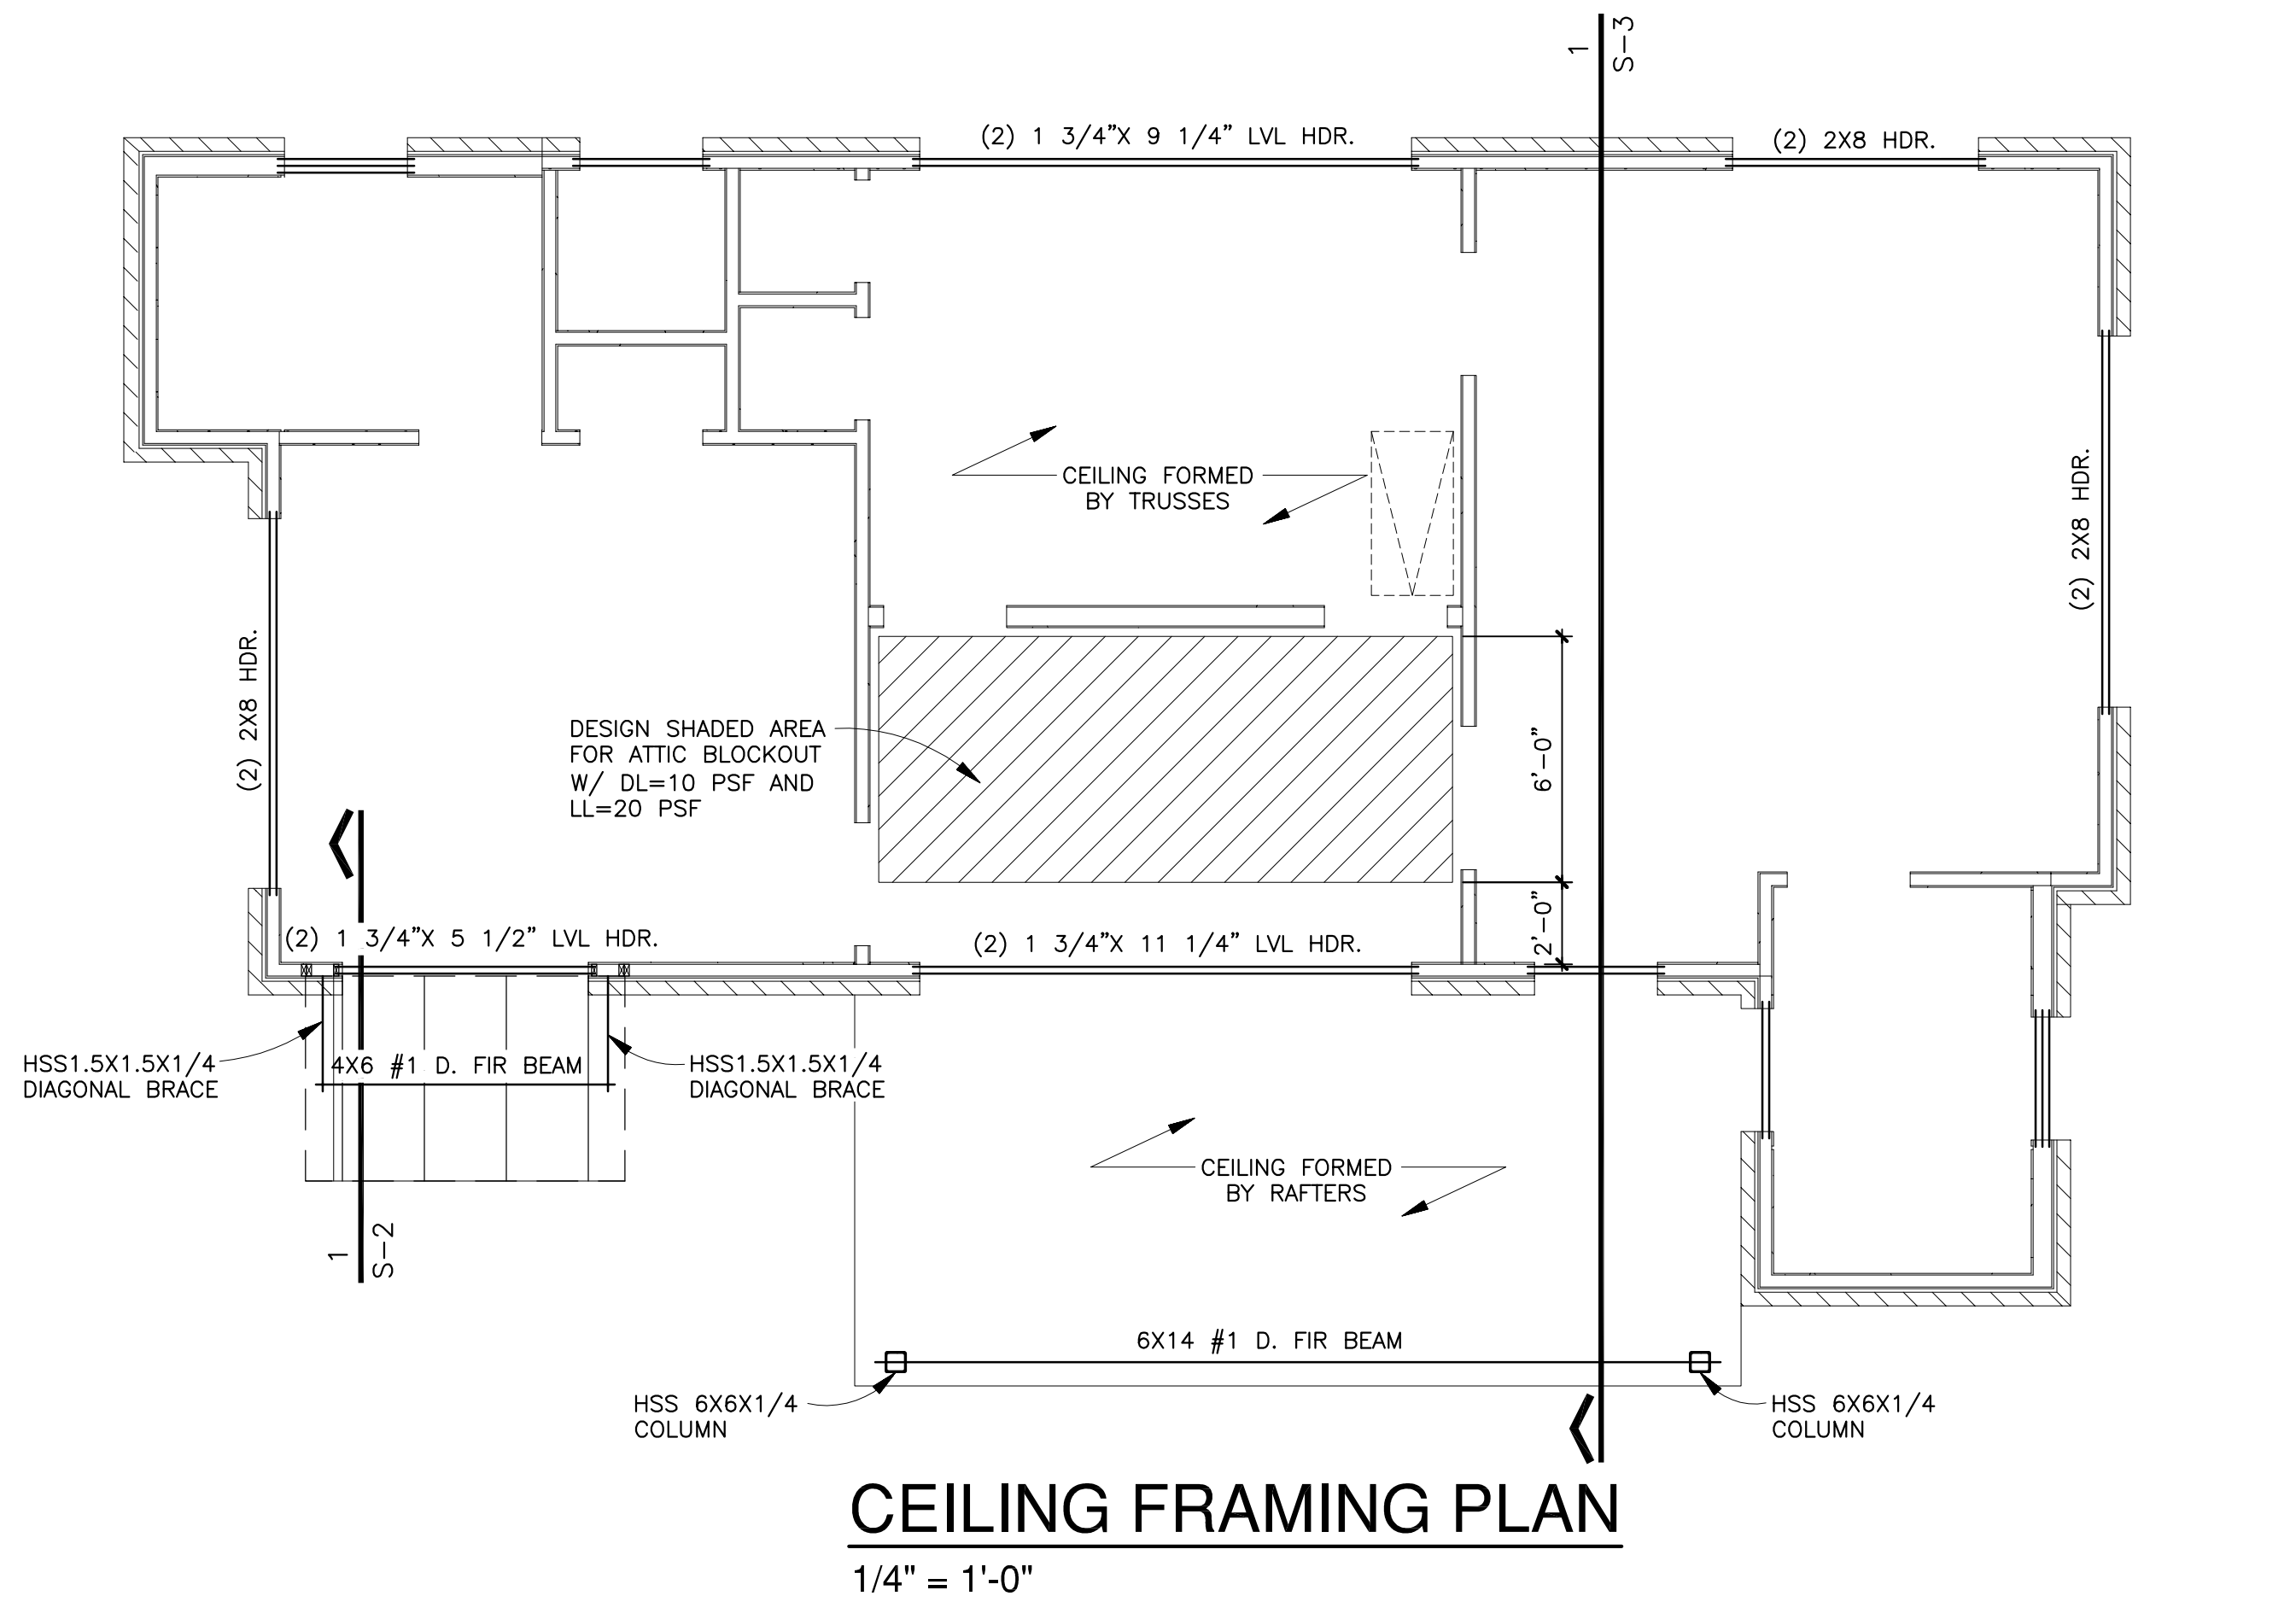 1
S-3
(2) 1 3/4"X 9 1/4" LVL HDR.
(2) 2X8 HDR.
CEILING FORMED
BY TRUSSES
(2) 2X8 HDR.
(2) 2X8 HDR.
DESIGN SHADED AREA
FOR ATTIC BLOCKOUT
W/ DL=10 PSF AND
LL=20 PSF
6'-0"
2'-0"
(2) 1 3/4"X 5 1/2" LVL HDR.
(2) 1 3/4"X 11 1/4" LVL HDR.
HSS1.5X1.5X1/4
DIAGONAL BRACE
4X6 #1 D. FIR BEAM
HSS1.5X1.5X1/4
DIAGONAL BRACE
CEILING FORMED
BY RAFTERS
1
S-2
6X14 #1 D. FIR BEAM
HSS 6X6X1/4
COLUMN
HSS 6X6X1/4
COLUMN
CEILING FRAMING PLAN
1/4" = 1'-0"